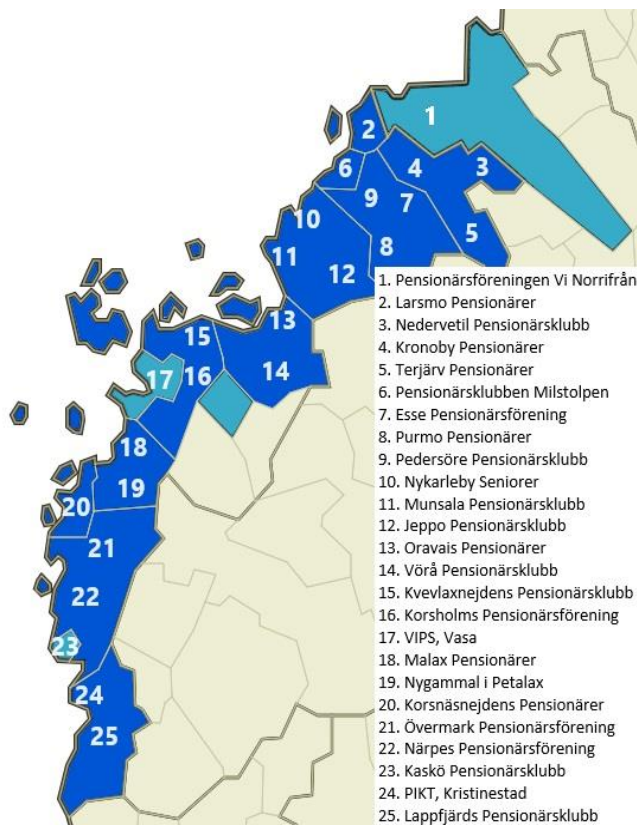 1
2
3
4
6
9
7
10
5
8
11
12
13
15
14
17
16
18
19
20
21
22
23
24
25
1. Pensionärsföreningen Vi Norrifrån
2. Larsmo Pensionärer
3. Nedervetil Pensionärsklubb
4. Kronoby Pensionärer
5. Terjärv Pensionärer
6. Pensionärsklubben Milstolpen
7. Esse Pensionärsförening
8. Purmo Pensionärer
9. Pedersöre Pensionärsklubb
10. Nykarleby Seniorer
11. Munsala Pensionärsklubb
12. Jeppo Pensionärsklubb
13. Oravais Pensionärer
14. Vörå Pensionärsklubb
15. Kvevlaxnejdens Pensionärsklubb
16. Korsholms Pensionärsförening
17. VIPS, Vasa
18. Malax Pensionärer
19. Nygammal i Petalax
20. Korsnäsnejdens Pensionärer
21. Övermark Pensionärsförening
22. Närpes Pensionärsförening
23. Kaskö Pensionärsklubb
24. PIKT, Kristinestad
25. Lappfjärds Pensionärsklubb